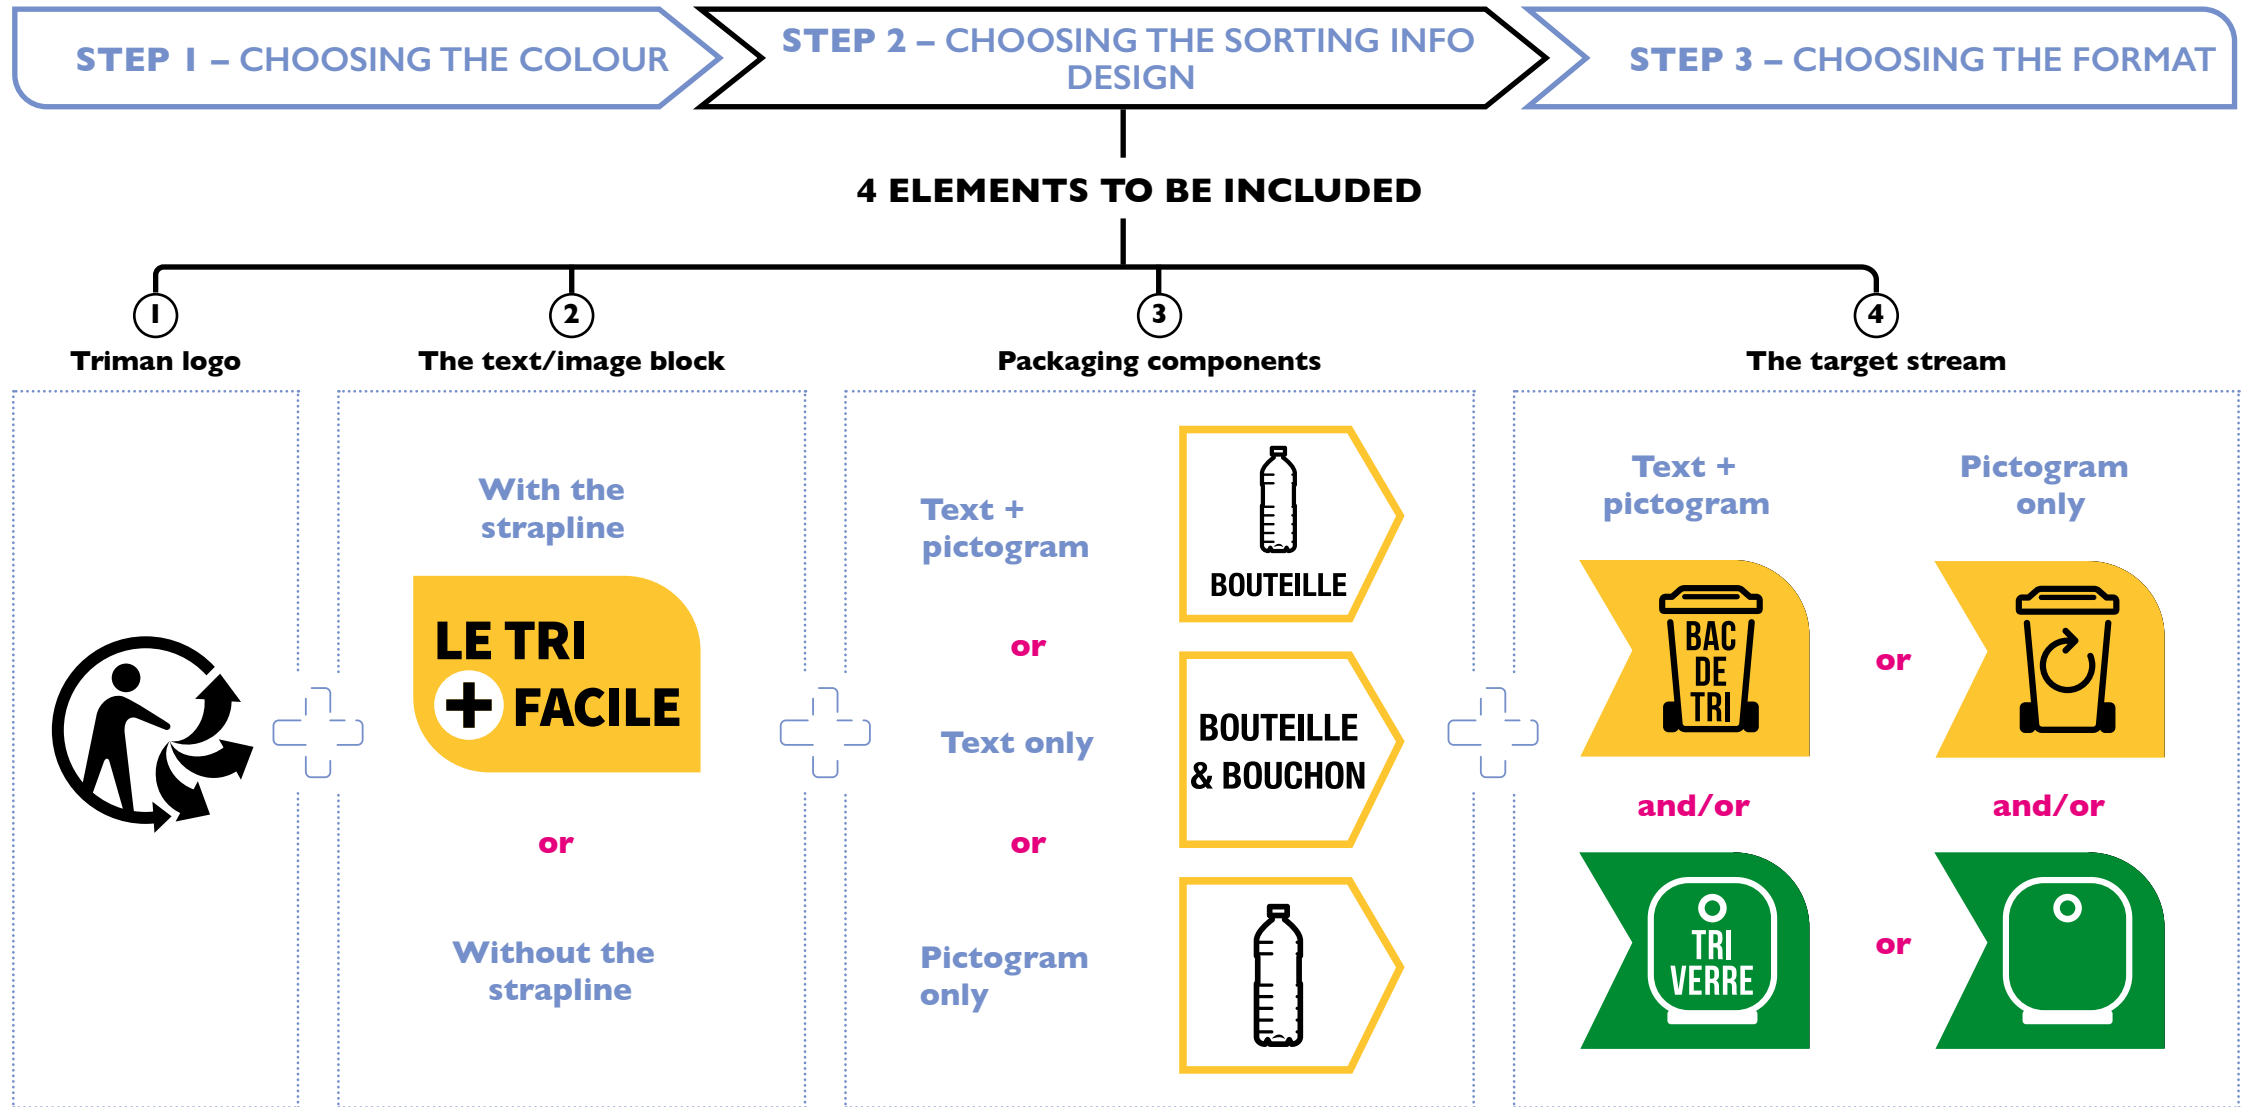 STEP 1 – CHOOSING THE COLOUR
STEP 2 – CHOOSING THE SORTING INFO
DESIGN
STEP 3 – CHOOSING THE FORMAT
4 ELEMENTS TO BE INCLUDED
1
Triman logo
2
The text/image block
3
Packaging components
4
The target stream
With the
strapline
LE TRI
+ FACILE
or
Without the
strapline
Text +
pictogram
BOUTEILLE
or
Text only
BOUTEILLE
& BOUCHON
or
Pictogram
only
Text +
pictogram
Pictogram
only
BAC
DE
TRI
or
and/or
and/or
TRI
VERRE
or